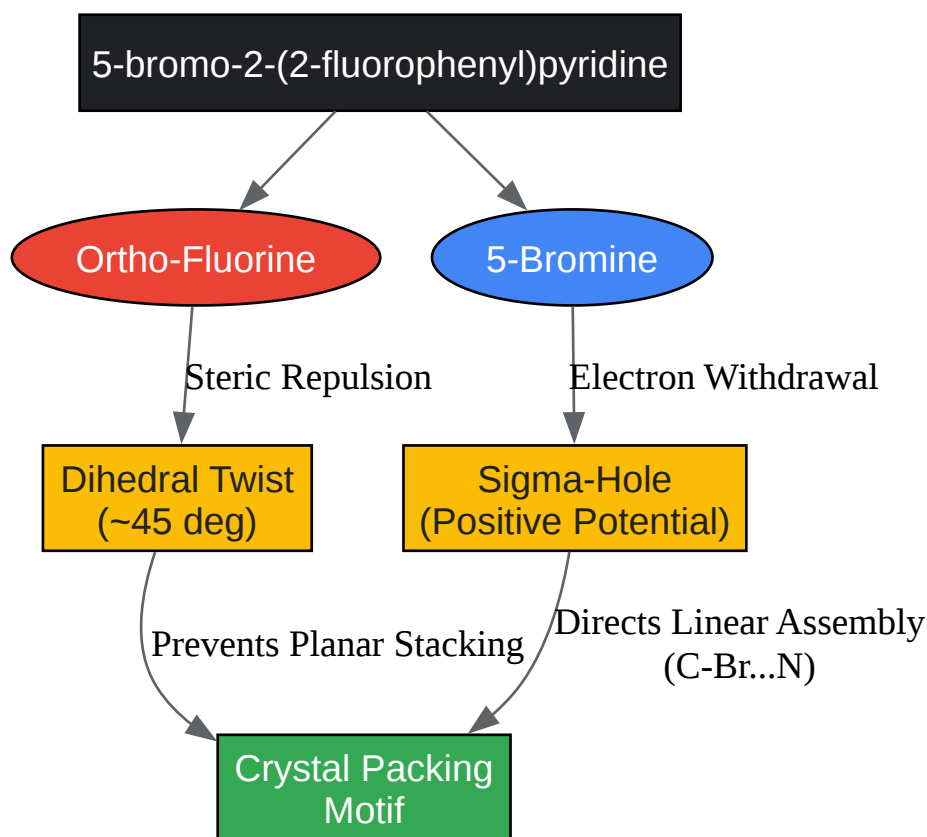 5-bromo-2-(2-fluorophenyl)pyridine
Ortho-Fluorine
5-Bromine
Steric Repulsion
Electron Withdrawal
Dihedral Twist
(~45 deg)
Sigma-Hole
(Positive Potential)
Prevents Planar Stacking
Directs Linear Assembly
(C-Br...N)
Crystal Packing
Motif